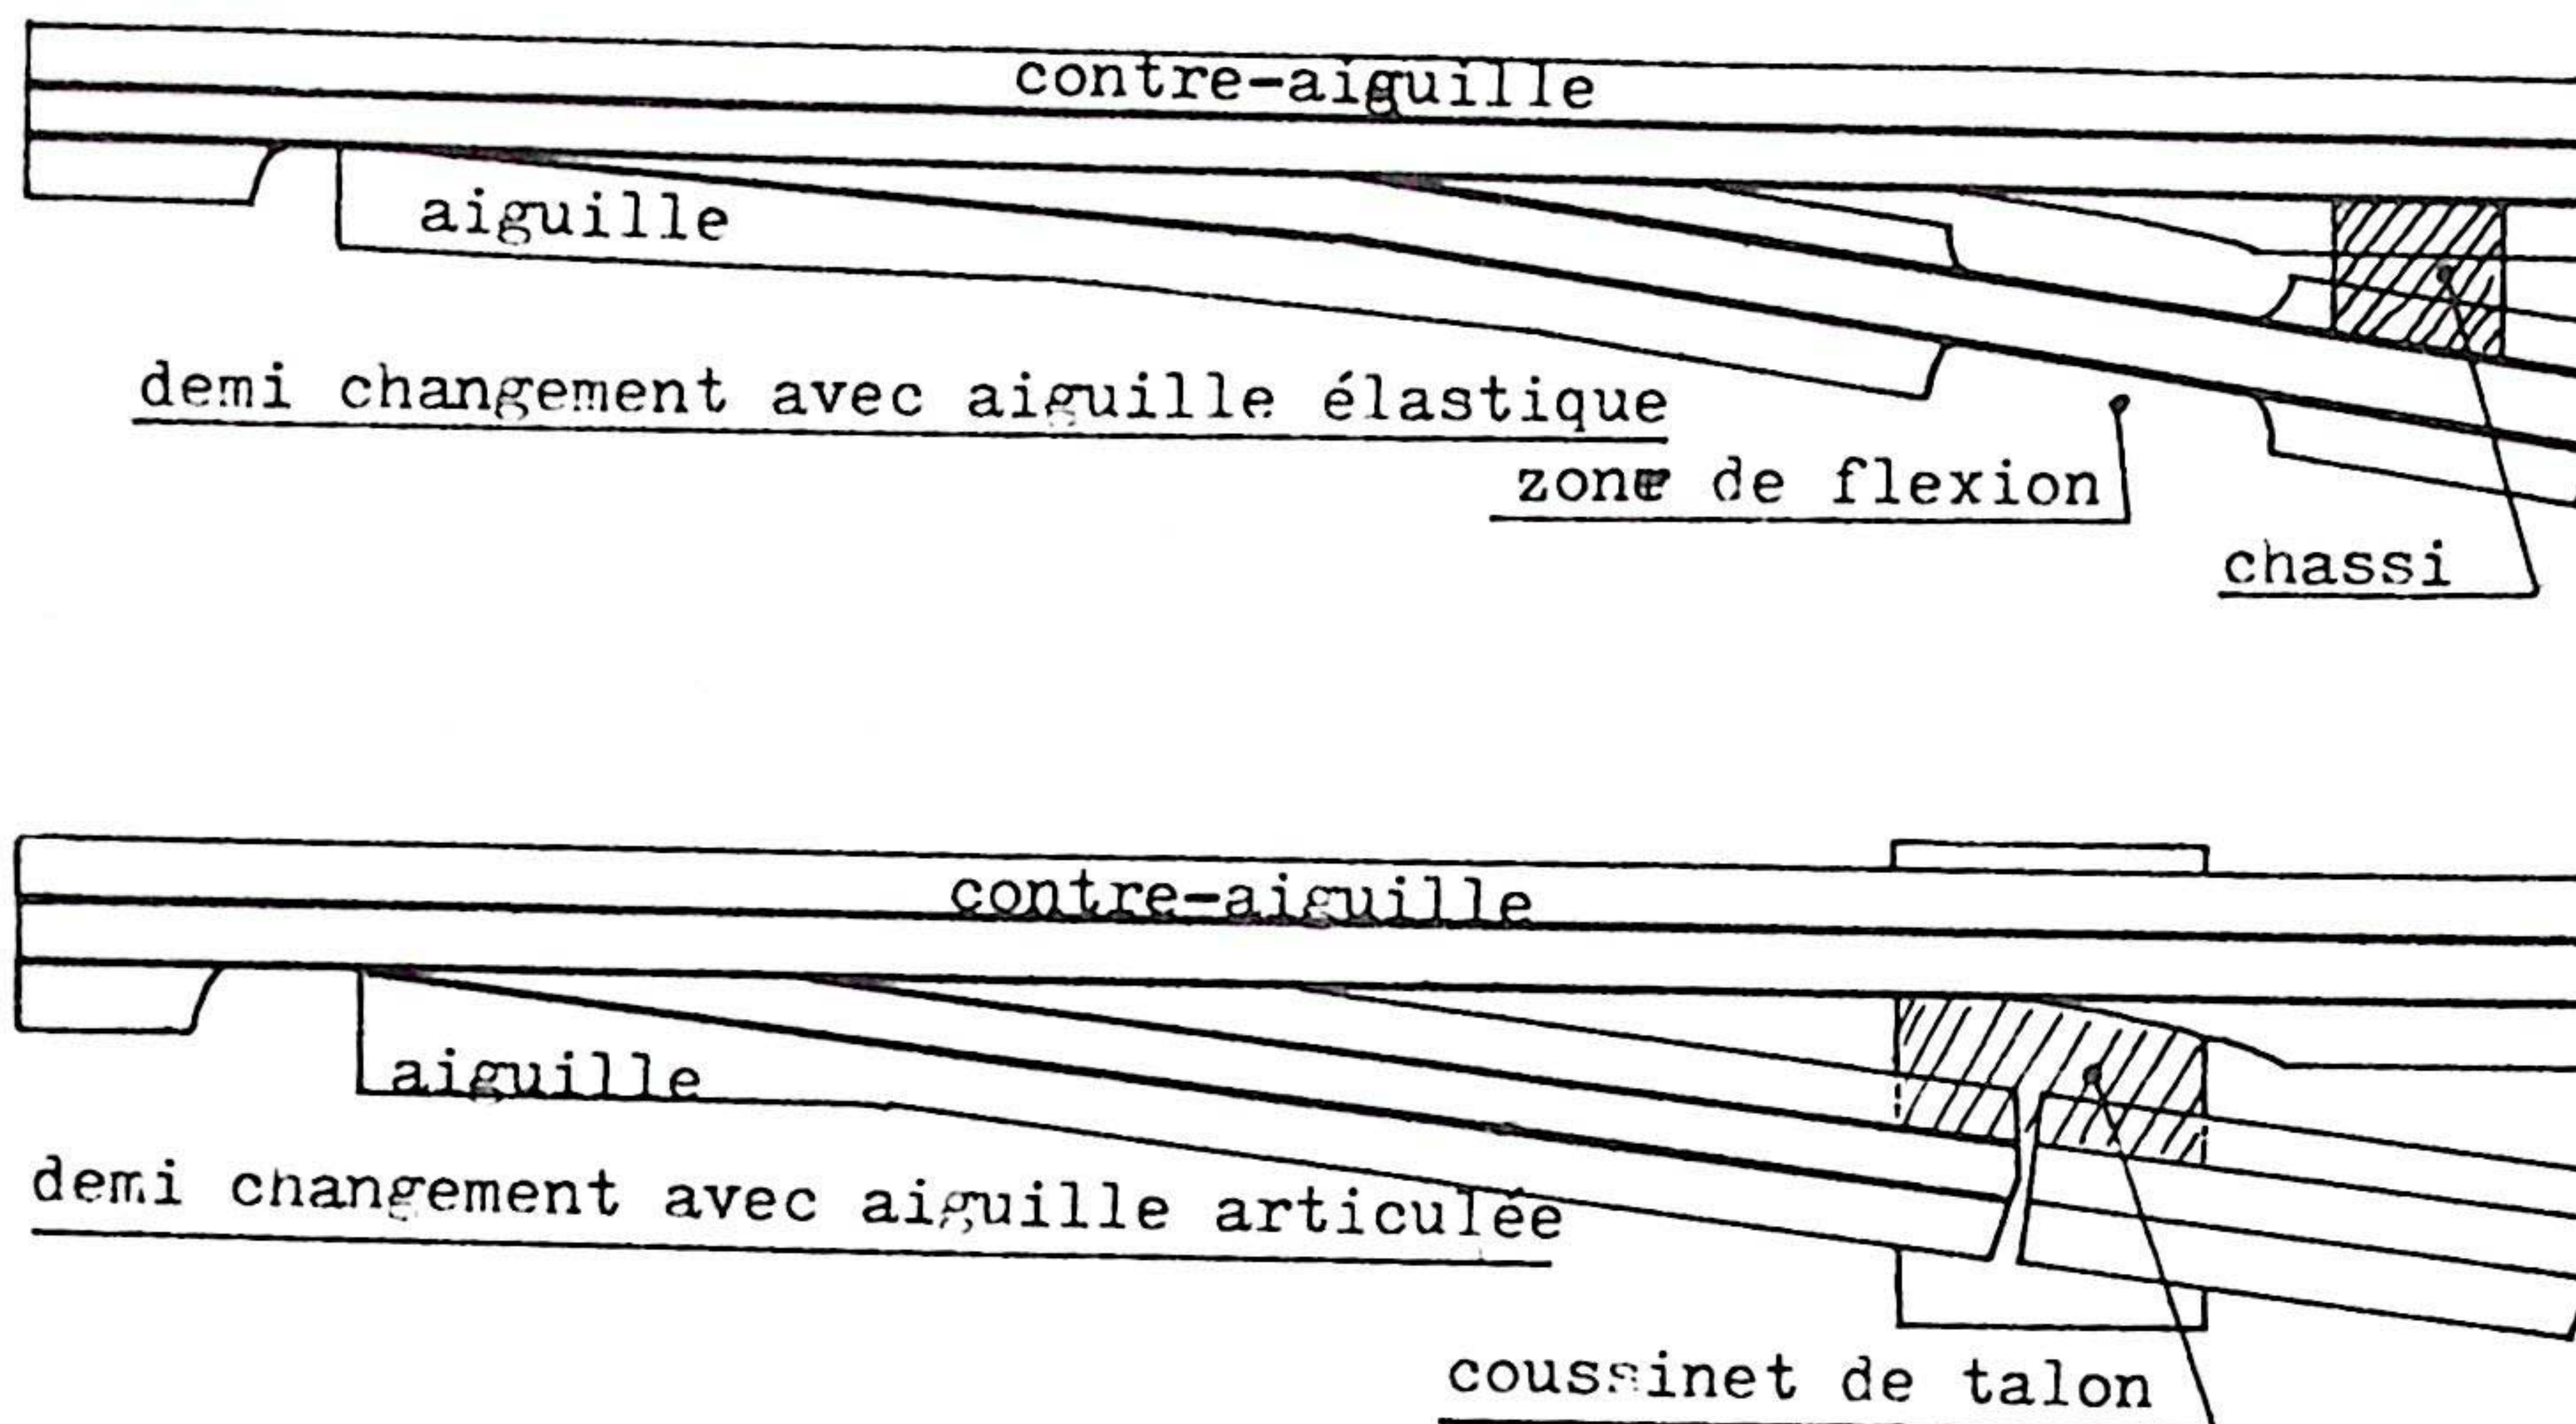 contre-aiguille
aiguille
demi changement avec aiguille élastique
zone de flexion
chassi
contre-aiguille
aiguille
demi changement avec aiguille articulée
coussinet de talon